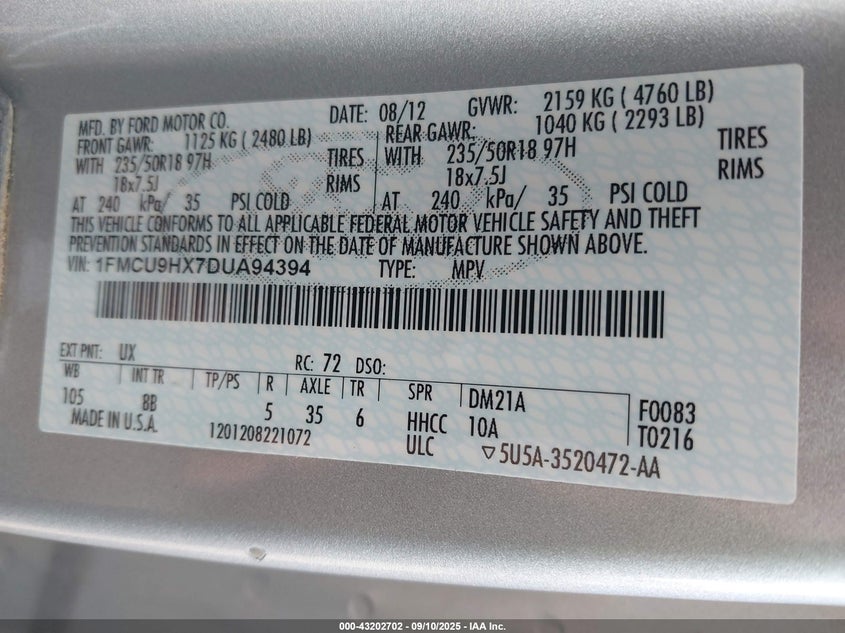 MFD. BY FORD MOTOR CO. DATE: 08/12 GVWR: 2159 KG ( 4760 LB)
FRONT GAWR: 1125 KG ( 2480 LB) REAR GAWR: 1040 KG ( 2293 LB)
WITH 235/50R18 97H TIRES WITH 235/50R18 97H TIRES
18x7.5J RIMS 18x7.5J RIMS
AT 240 kPa/ 35 PSI COLD AT 240 kPa/ 35 PSI COLD
THIS VEHICLE CONFORMS TO ALL APPLICABLE FEDERAL MOTOR VEHICLE SAFETY AND THEFT
PREVENTION STANDARDS IN EFFECT ON THE DATE OF MANUFACTURE SHOWN ABOVE.
VIN: 1FMCU9HX7DUA94394 TYPE: MPV
EXT PNT: UX RC: 72 DSO:
WB INT TR TP/PS R AXLE TR SPR DM21A F0083
105 8B 5 35 6 HHCC 10A T0216
MADE IN U.S.A. 1201208221072 ULC ▽5U5A-3520472-AA
000-43202702 - 09/10/2025 - IAA Inc.